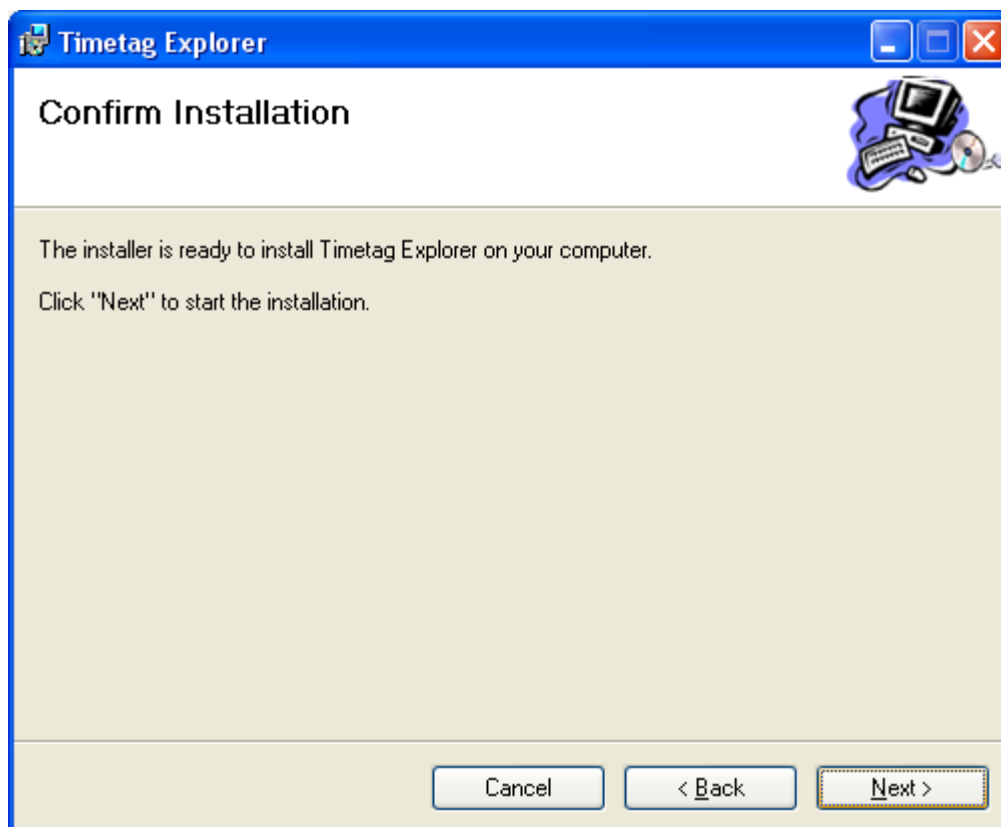 Timetag Explorer
Confirm Installation
The installer is ready to install Timetag Explorer on your computer.
Click "Next" to start the installation.
Cancel
< Back
Next >